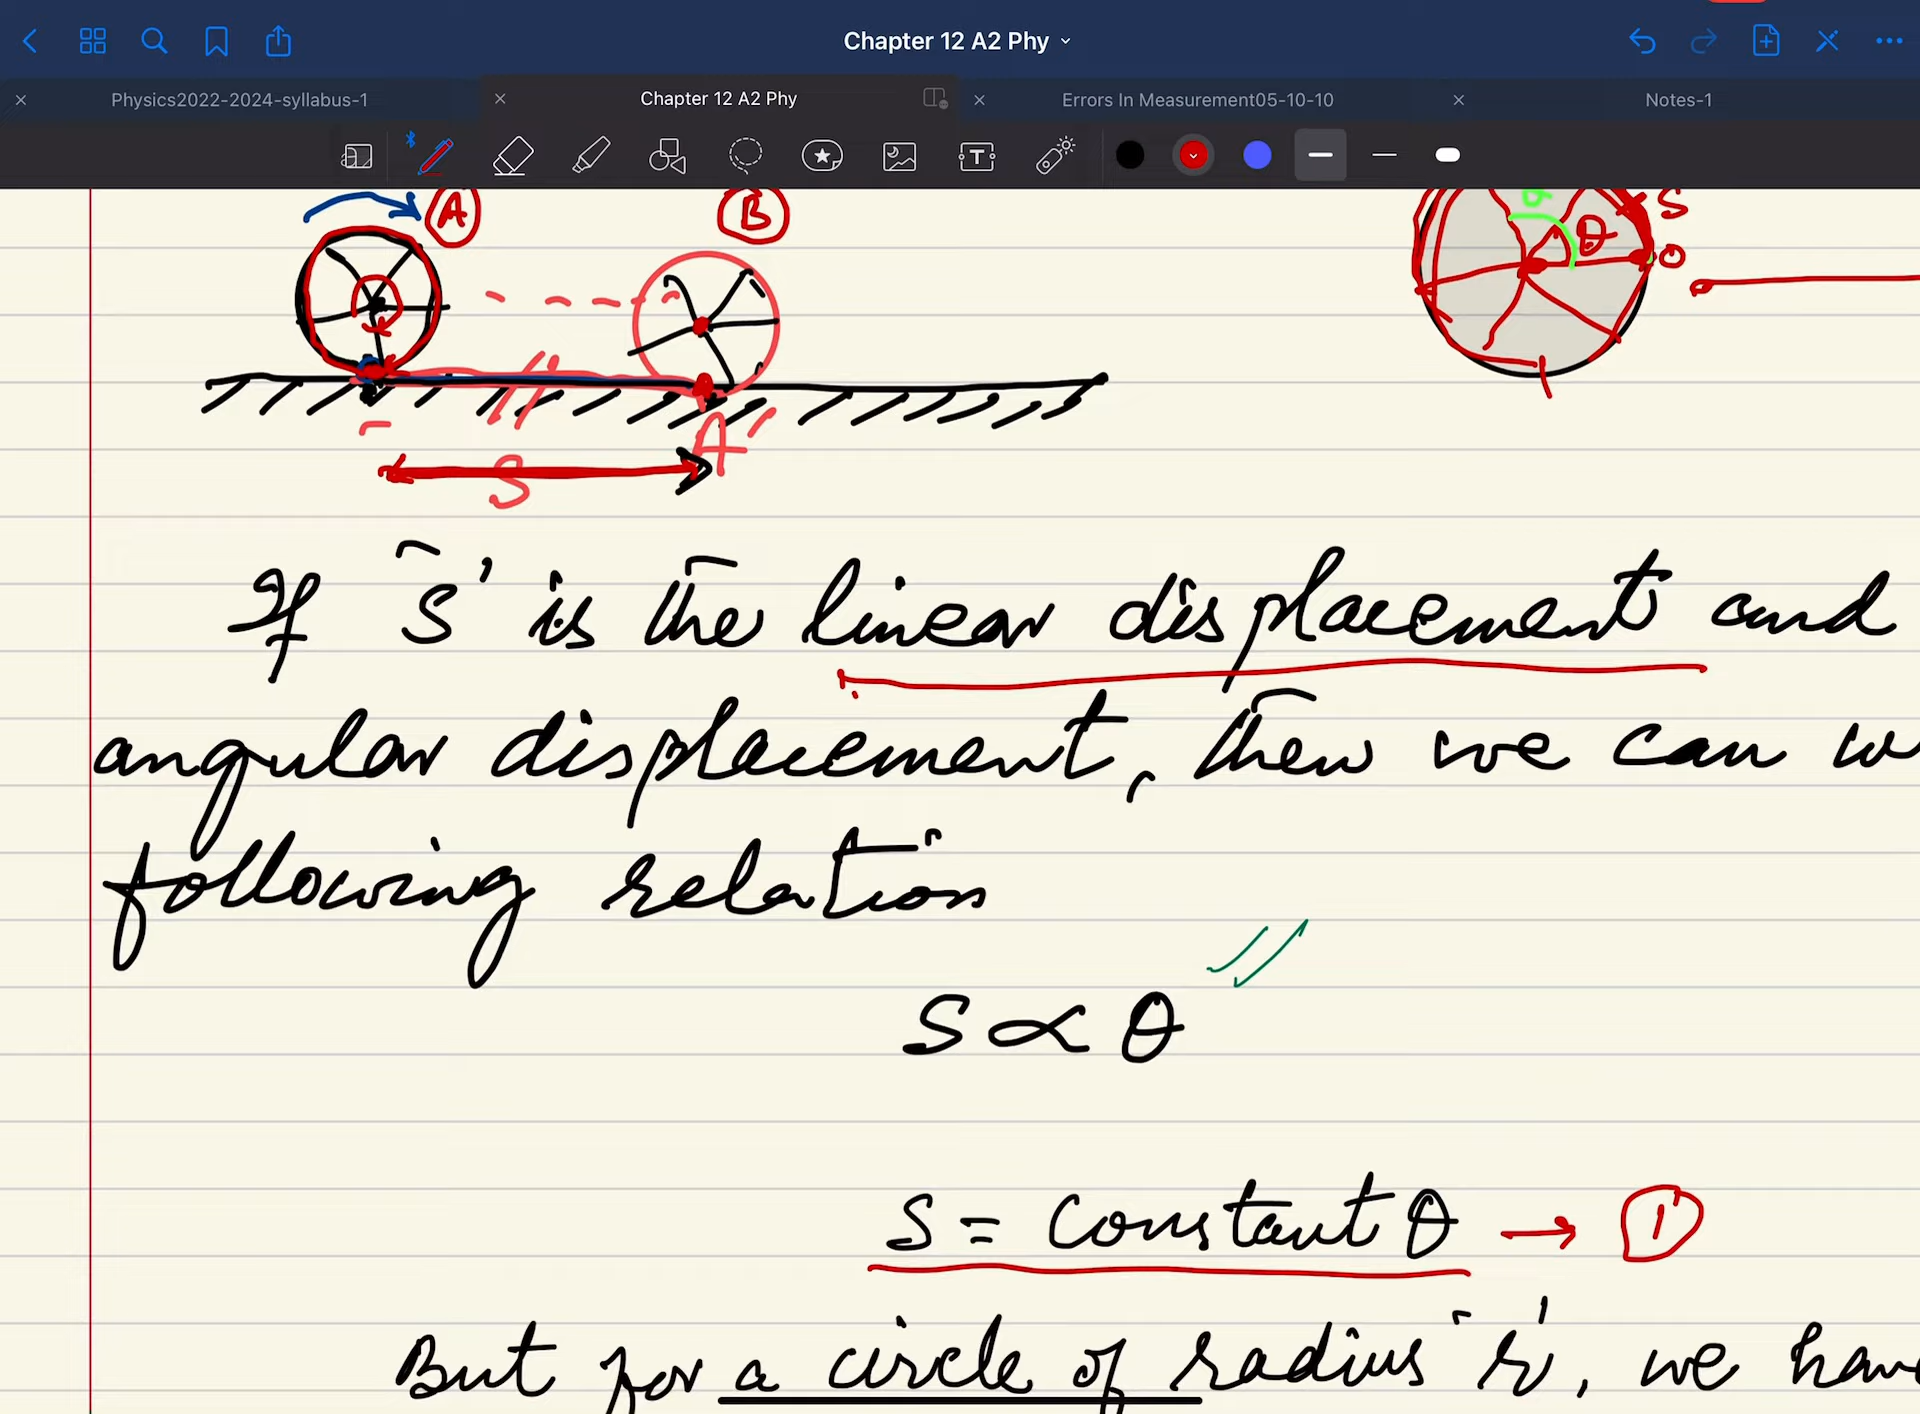 Chapter 12 A2 Phy
Physics2022-2024-syllabus-1
Chapter 12 A2 Phy
Errors In Measurement05-10-10
Notes-1
A
B
S
θ
O
A'
S
If 's' is the linear displacement and
angular displacement, then we can w
following relation
S ∝ θ
S = Constant θ → 1
But for a circle of radius 'r', we have